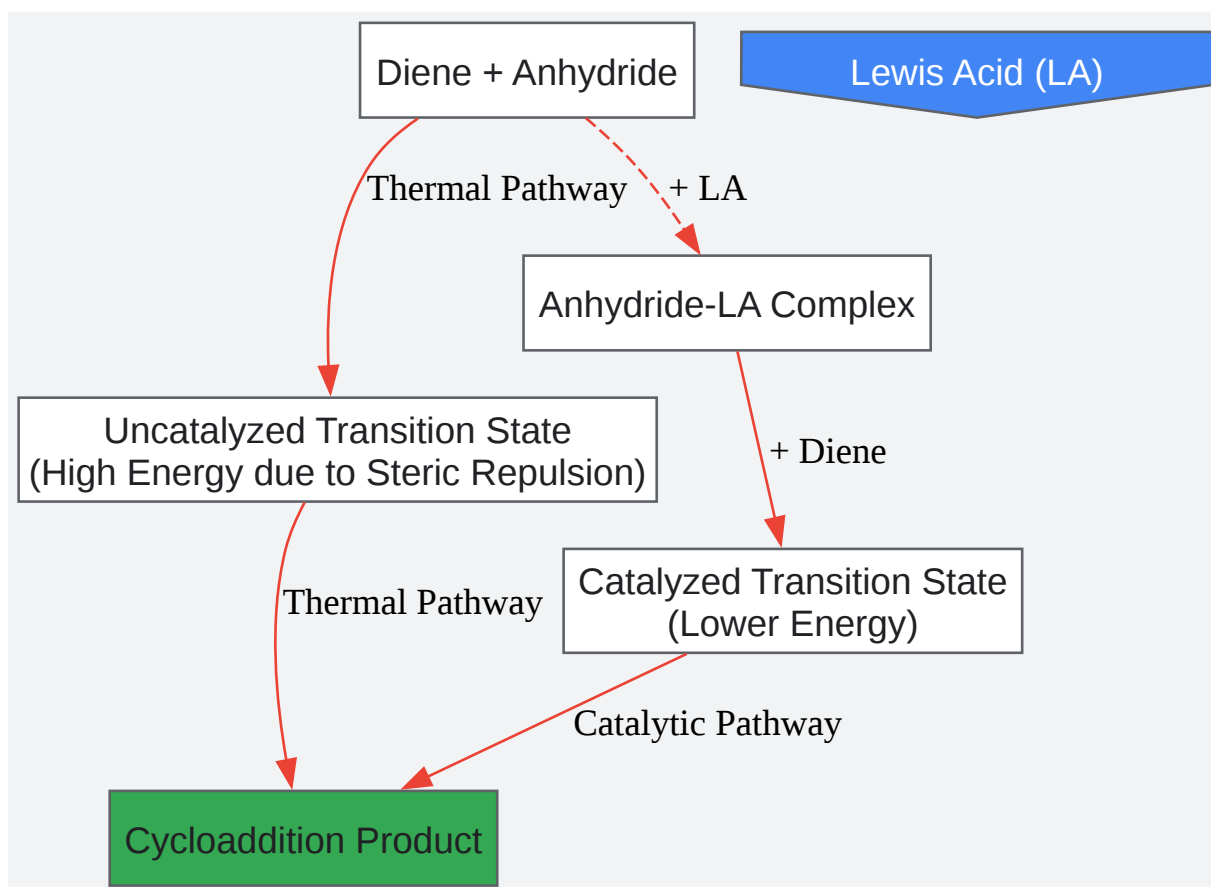 Diene + Anhydride
Lewis Acid (LA)
Thermal Pathway
+ LA
Anhydride-LA Complex
Uncatalyzed Transition State
(High Energy due to Steric Repulsion)
+ Diene
Catalyzed Transition State
(Lower Energy)
Thermal Pathway
Catalytic Pathway
Cycloaddition Product